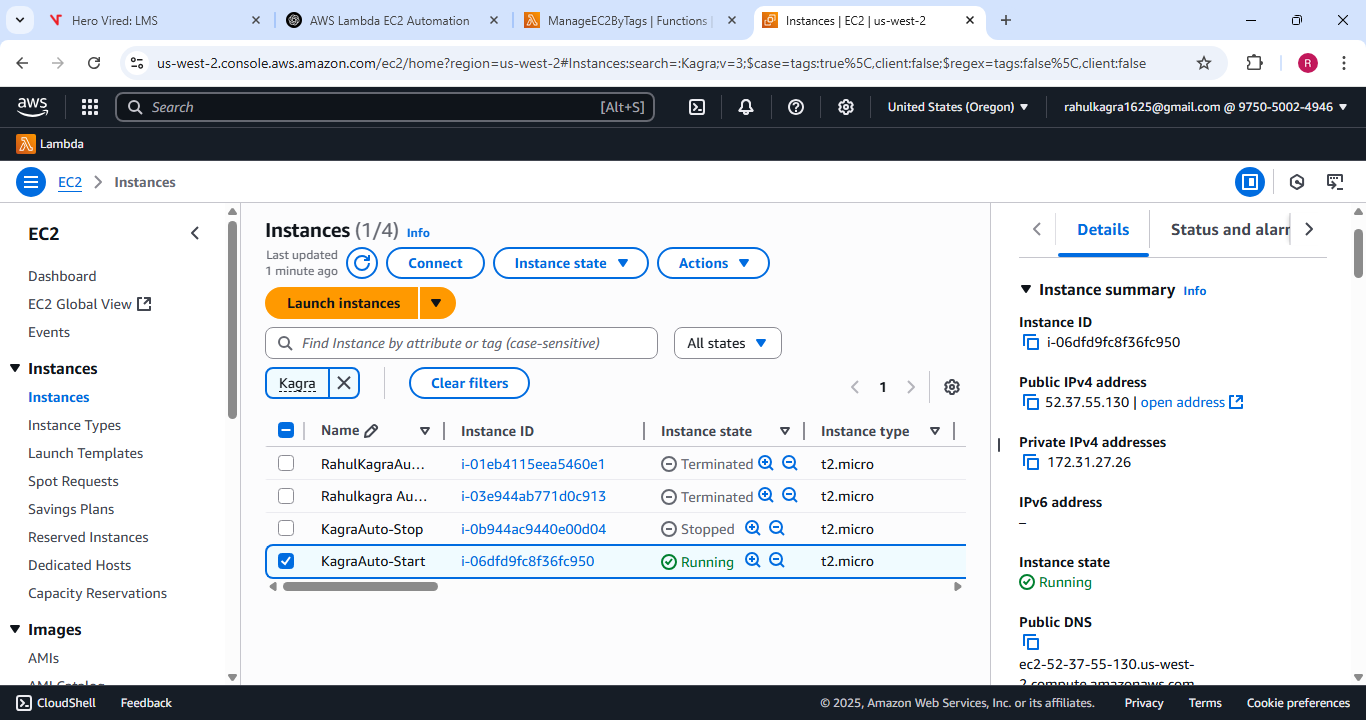 Hero Vired: LMS
AWS Lambda EC2 Automation
ManageEC2ByTags | Functions |
Instances | EC2 | us-west-2
us-west-2.console.aws.amazon.com/ec2/home?region=us-west-2#Instances:search=:Kagra;v=3;$case=tags:true%5C,client:false;$regex=tags:false%5C,client:false
R
aws
Search
[Alt+S]
United States (Oregon)
rahulkagra1625@gmail.com @ 9750-5002-4946
Lambda
EC2 > Instances
EC2
Dashboard
EC2 Global View
Events
Instances
Instances
Instance Types
Launch Templates
Spot Requests
Savings Plans
Reserved Instances
Dedicated Hosts
Capacity Reservations
Images
AMIs
AMI Catalog
Instances (1/4) Info
Last updated
1 minute ago
Connect
Instance state
Actions
Launch instances
Find Instance by attribute or tag (case-sensitive)
All states
Kagra
Clear filters
1
Name Instance ID Instance state Instance type
RahulKagraAu... i-01eb4115eea5460e1 Terminated t2.micro
Rahulkagra Au... i-03e944ab771d0c913 Terminated t2.micro
KagraAuto-Stop i-0b944ac9440e00d04 Stopped t2.micro
KagraAuto-Start i-06dfd9fc8f36fc950 Running t2.micro
Details
Status and alarr
Instance summary Info
Instance ID
i-06dfd9fc8f36fc950
Public IPv4 address
52.37.55.130 | open address
Private IPv4 addresses
172.31.27.26
IPv6 address
–
Instance state
Running
Public DNS
ec2-52-37-55-130.us-west-
2.compute.amazonaws.com
CloudShell
Feedback
© 2025, Amazon Web Services, Inc. or its affiliates.
Privacy
Terms
Cookie preferences